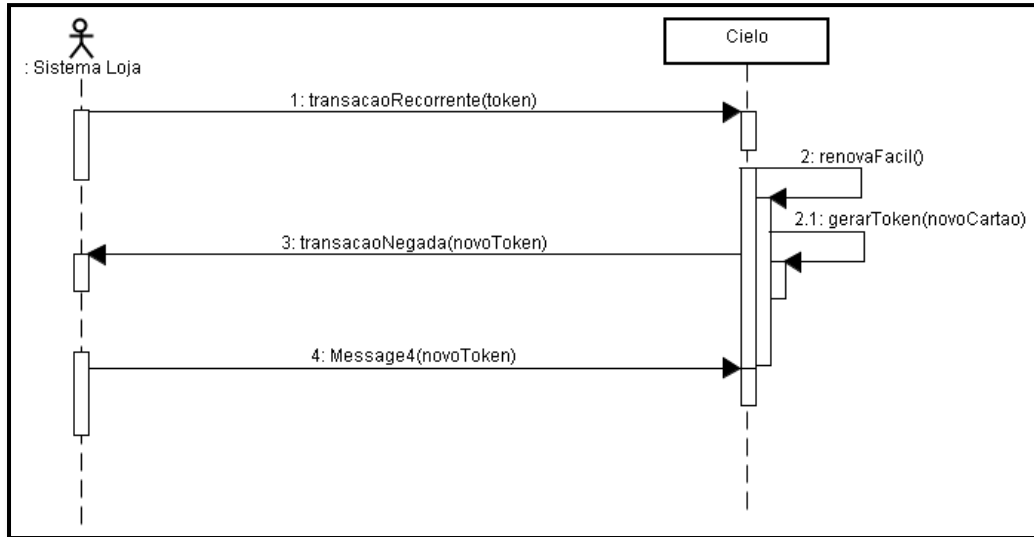 Cielo
: Sistema Loja
1: transacaoRecorrente(token)
2: renovaFacil()
2.1: gerarToken(novoCartao)
3: transacaoNegada(novoToken)
4: Message4(novoToken)